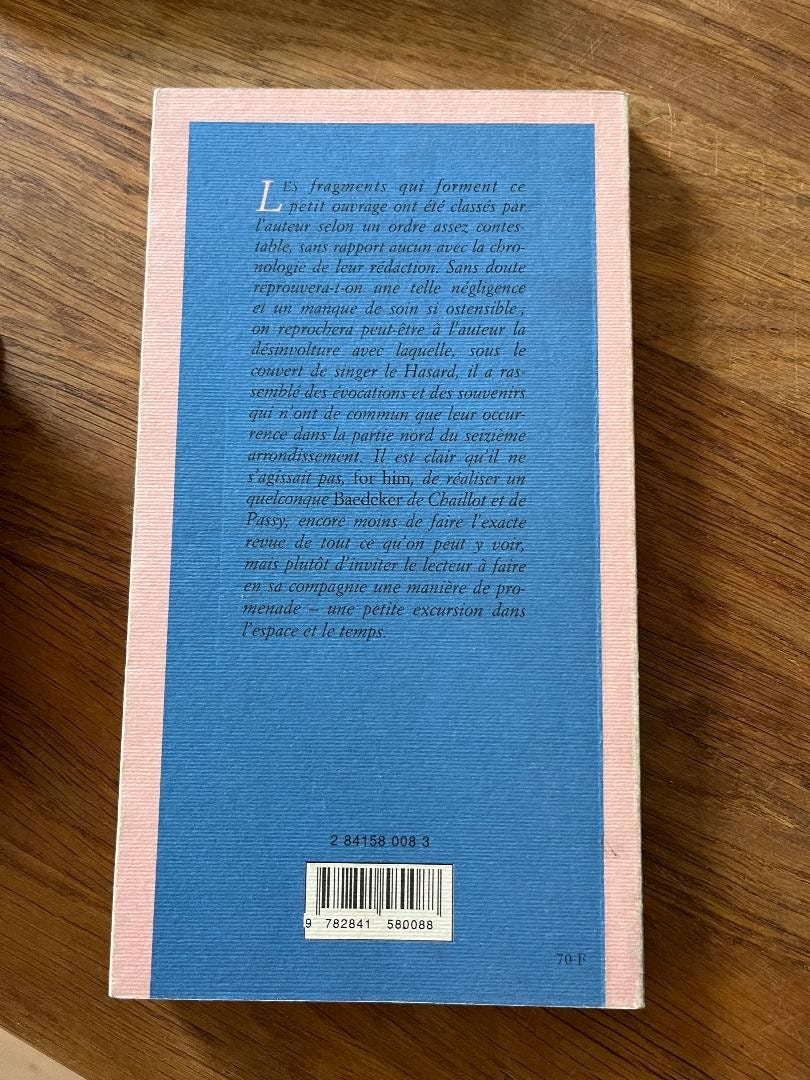 LES fragments qui forment ce
petit ouvrage ont été classés par
l'auteur selon un ordre assez contes-
table, sans rapport aucun avec la chro-
nologie de leur rédaction. Sans doute
réprouvera-t-on une telle négligence
et un manque de soin si ostensible ;
on reprochera peut-être à l'auteur la
désinvolture avec laquelle, sous le
couvert de singer le Hasard, il a ras-
semblé des évocations et des souvenirs
qui n'ont de commun que leur occur-
rence dans la partie nord du seizième
arrondissement. Il est clair qu'il ne
s'agissait pas, for him, de réaliser un
quelconque Baedeker de Chaillot et de
Passy, encore moins de faire l'exacte
revue de tout ce qu'on peut y voir,
mais plutôt d'inviter le lecteur à faire
en sa compagnie une manière de pro-
menade – une petite excursion dans
l'espace et le temps.
2 84158 008 3
9 782841 580088
70 F